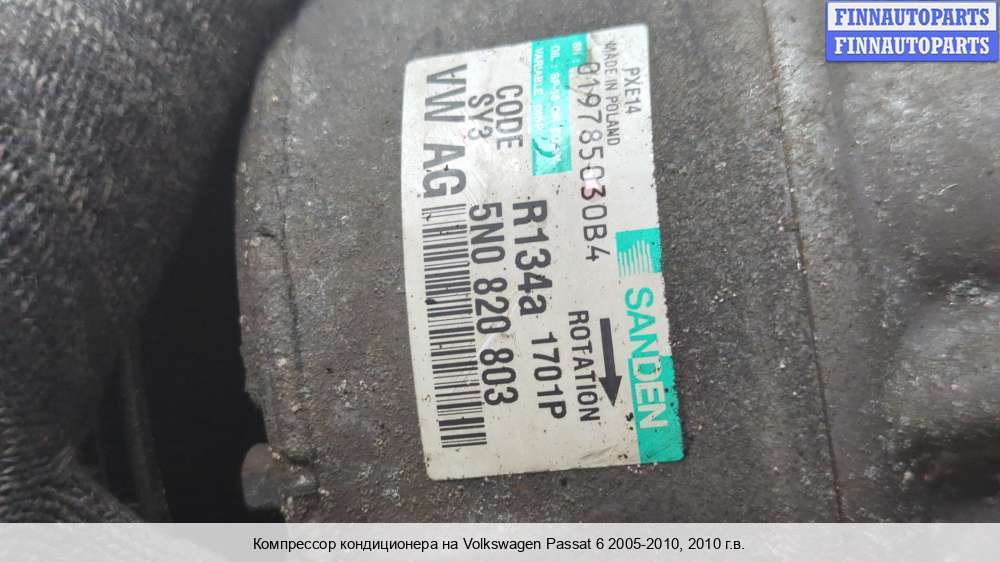 FINNAUTOPARTS
FINNAUTOPARTS
SANDEN
PXE14
MADE IN POLAND
ROTATION
019785030B4
R134a 1701P
CODE
SY3
5N0 820 803
VW AG
Компрессор кондиционера на Volkswagen Passat 6 2005-2010, 2010 г.в.